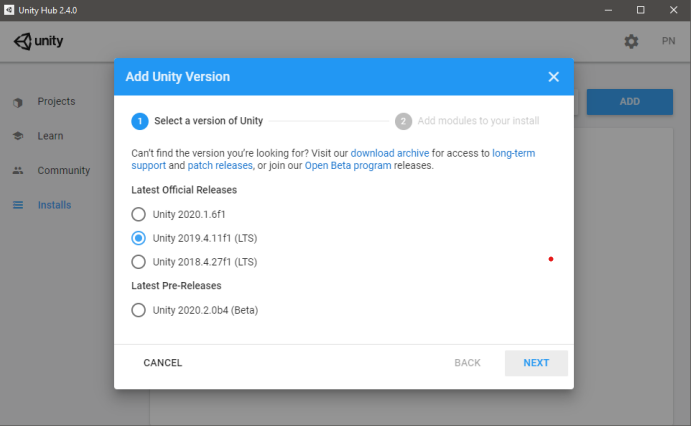 Unity Hub 2.4.0
unity
PN
Add Unity Version
Projects
ADD
1 Select a version of Unity
2 Add modules to your install
Learn
Can't find the version you're looking for? Visit our download archive for access to long-term
support and patch releases, or join our Open Beta program releases.
Community
Latest Official Releases
Installs
Unity 2020.1.6f1
Unity 2019.4.11f1 (LTS)
Unity 2018.4.27f1 (LTS)
Latest Pre-Releases
Unity 2020.2.0b4 (Beta)
CANCEL
BACK
NEXT